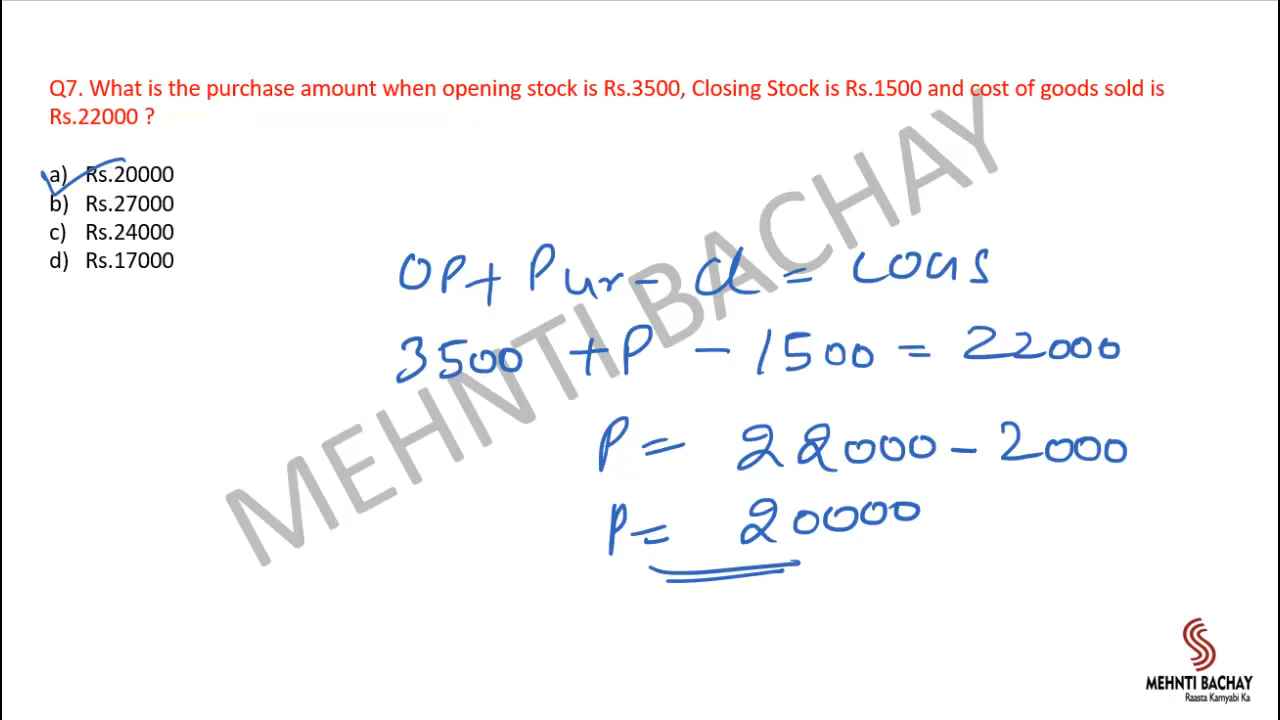 Q7. What is the purchase amount when opening stock is Rs.3500, Closing Stock is Rs.1500 and cost of goods sold is
Rs.22000 ?
a) Rs.20000
b) Rs.27000
c) Rs.24000
d) Rs.17000
OP + Pur - Cl = COGS
3500 + P - 1500 = 22000
P = 22000 - 2000
P = 20000
MEHNTI BACHAY
MEHNTI BACHAY
Raasta Kamyabi Ka